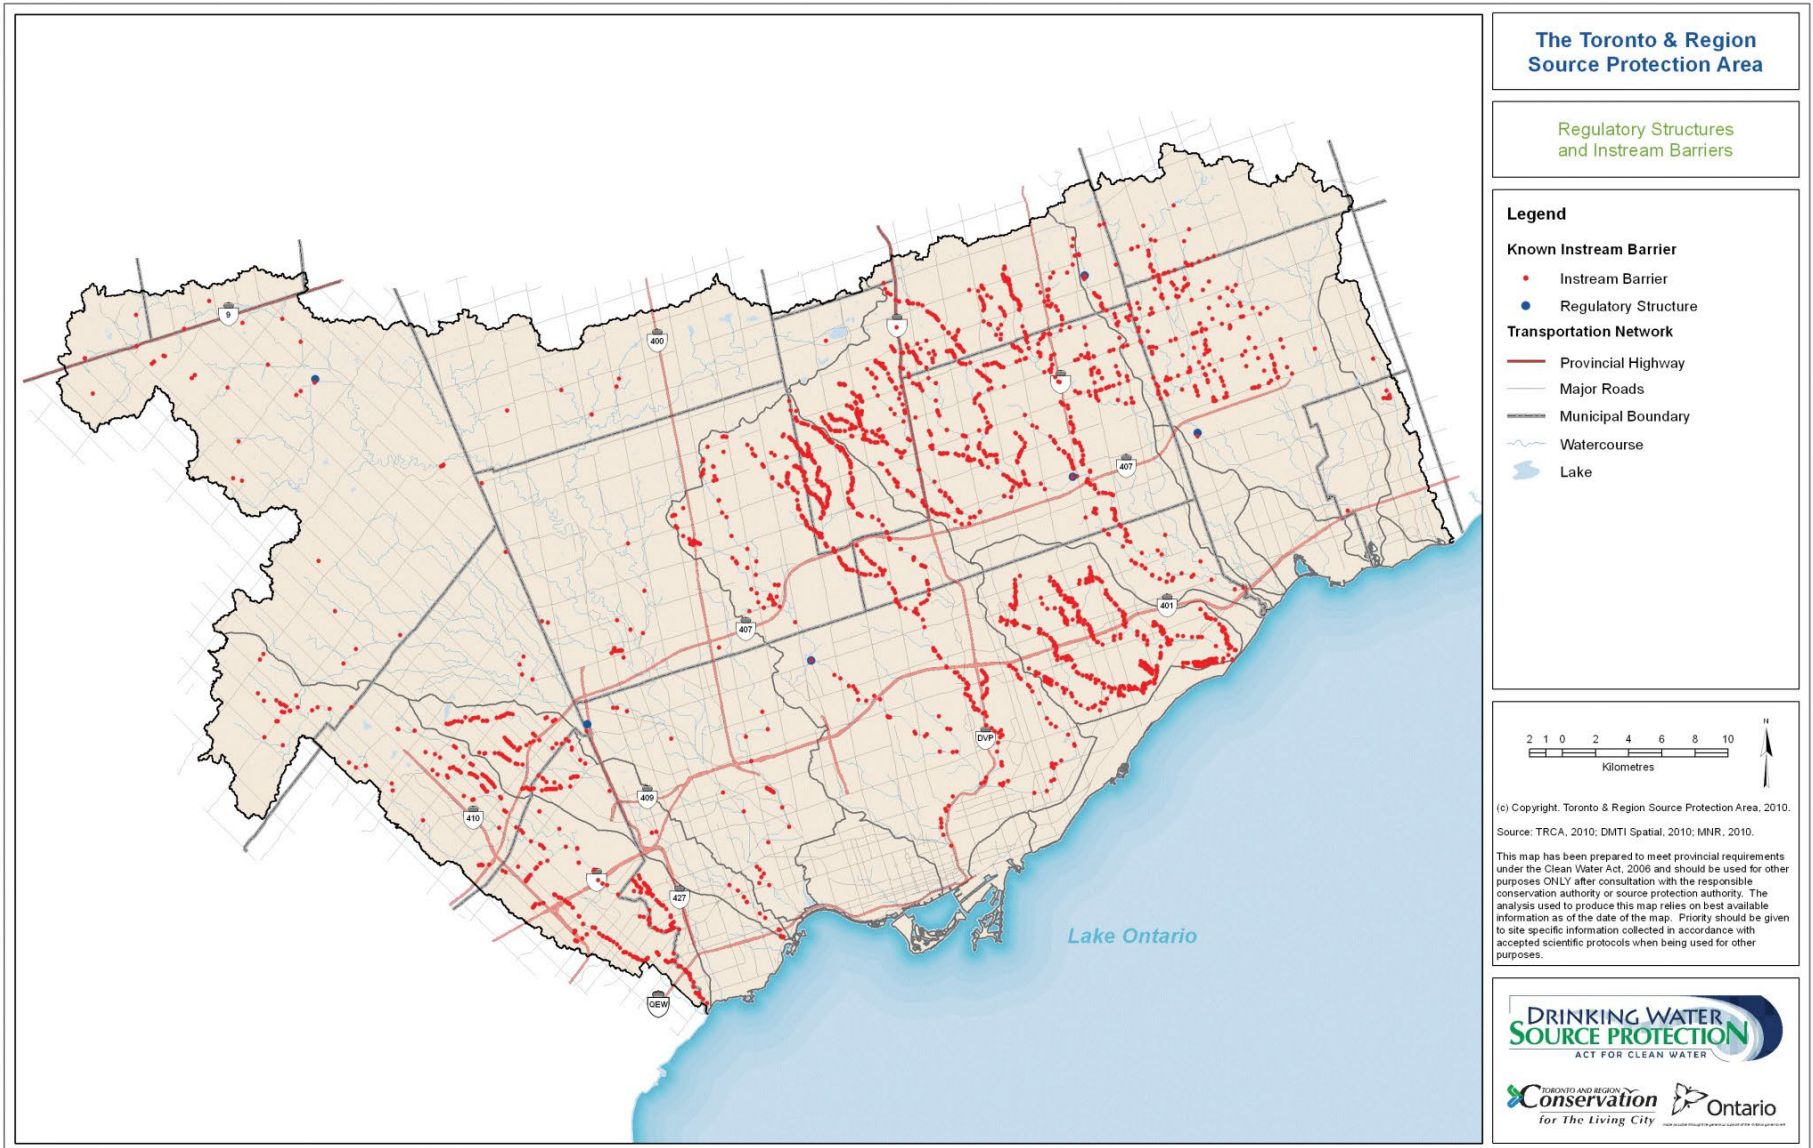 The Toronto & Region
Source Protection Area
Regulatory Structures
and Instream Barriers
Legend
Known Instream Barrier
Instream Barrier
Regulatory Structure
Transportation Network
Provincial Highway
Major Roads
Municipal Boundary
Watercourse
Lake
2 1 0 2 4 6 8 10
Kilometres
N
(c) Copyright. Toronto & Region Source Protection Area, 2010.
Source: TRCA, 2010; DMTI Spatial, 2010; MNR, 2010.
This map has been prepared to meet provincial requirements
under the Clean Water Act, 2006 and should be used for other
purposes ONLY after consultation with the responsible
conservation authority or source protection authority. The
analysis used to produce this map relies on best available
information as of the date of the map. Priority should be given
to site specific information collected in accordance with
accepted scientific protocols when being used for other
purposes.
DRINKING WATER
SOURCE PROTECTION
ACT FOR CLEAN WATER
TORONTO AND REGION
Conservation
for The Living City
Ontario
9
400
407
401
407
DVP
409
410
427
QEW
Lake Ontario